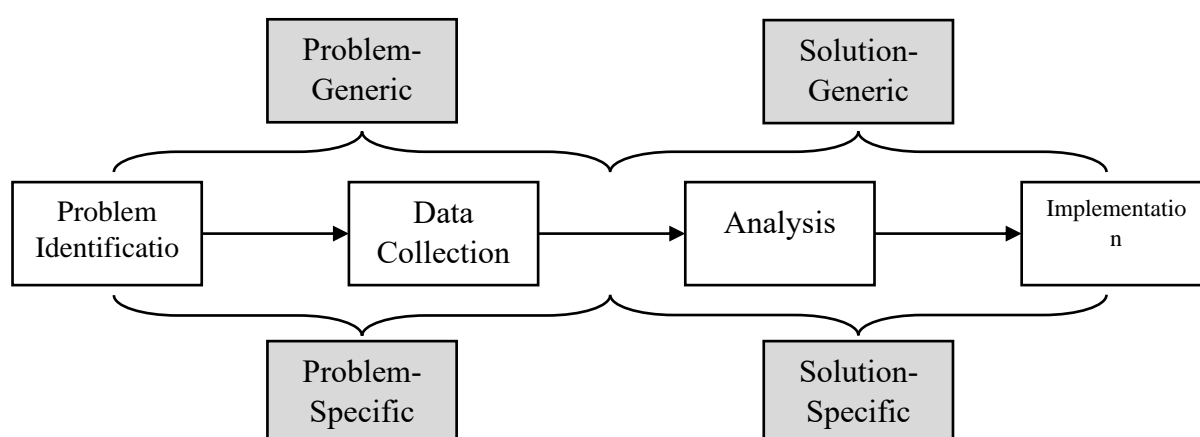 Problem-
Generic
Solution-
Generic
Problem
Identificatio
Data
Collection
Analysis
Implementatio
n
Problem-
Specific
Solution-
Specific